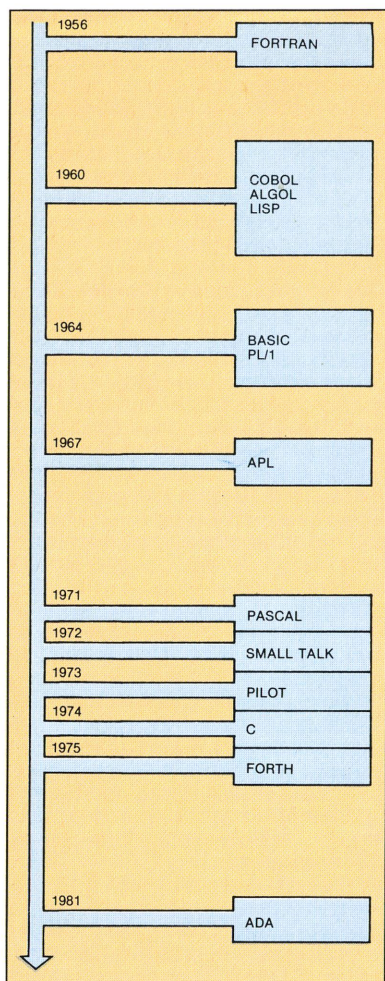 1956
FORTRAN
1960
COBOL
ALGOL
LISP
1964
BASIC
PL/1
1967
APL
1971
PASCAL
1972
SMALL TALK
1973
PILOT
1974
C
1975
FORTH
1981
ADA